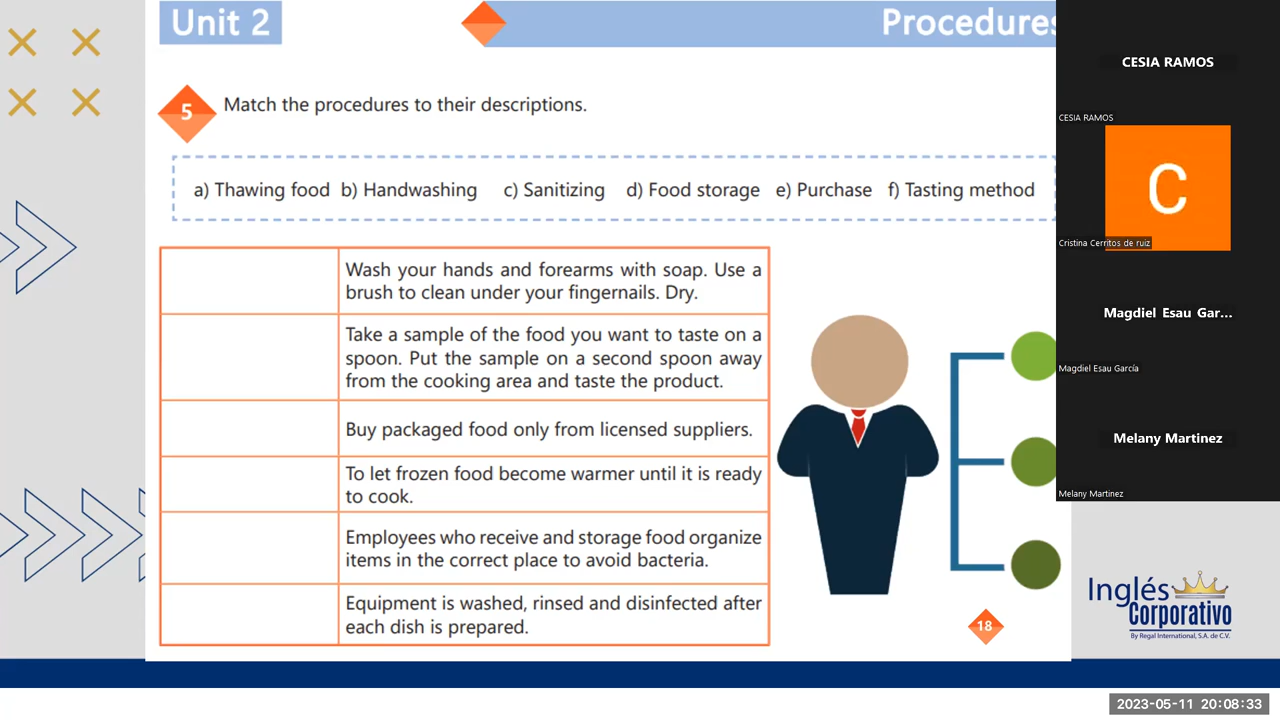 Unit 2
Procedures
5
Match the procedures to their descriptions.
a) Thawing food b) Handwashing c) Sanitizing d) Food storage e) Purchase f) Tasting method
Wash your hands and forearms with soap. Use a
brush to clean under your fingernails. Dry.
Take a sample of the food you want to taste on a
spoon. Put the sample on a second spoon away
from the cooking area and taste the product.
Buy packaged food only from licensed suppliers.
To let frozen food become warmer until it is ready
to cook.
Employees who receive and storage food organize
items in the correct place to avoid bacteria.
Equipment is washed, rinsed and disinfected after
each dish is prepared.
18
CESIA RAMOS
CESIA RAMOS
C
Cristina Cerritos de ruiz
Magdiel Esau Gar...
Magdiel Esau García
Melany Martinez
Melany Martinez
Inglés
Corporativo
By Regal International, S.A. de C.V.
2023-05-11 20:08:33